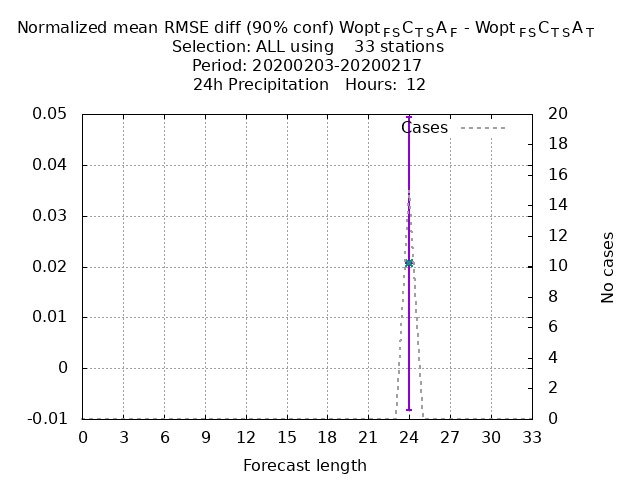 Normalized mean RMSE diff (90% conf) Wopt FS C TS A F - Wopt FS C TS A T
Selection: ALL using 33 stations
Period: 20200203-20200217
24h Precipitation Hours: 12
Cases
0.05
0.04
0.03
0.02
0.01
0
-0.01
20
18
16
14
12
10
8
6
4
2
0
No cases
0 3 6 9 12 15 18 21 24 27 30 33
Forecast length